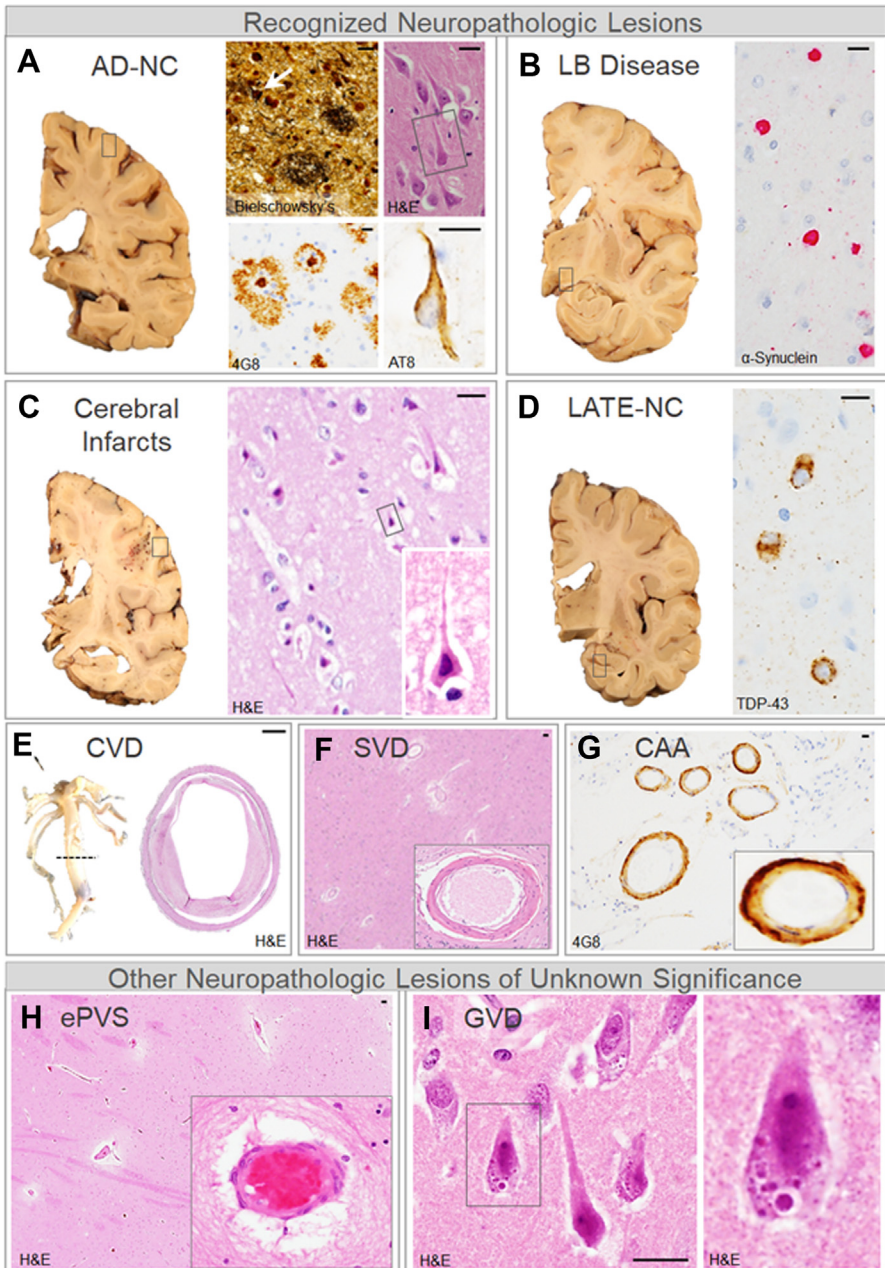 Recognized Neuropathologic Lesions
A
AD-NC
Bielschowsky's
H&E
4G8
AT8
B
LB Disease
α-Synuclein
C
Cerebral
Infarcts
H&E
D
LATE-NC
TDP-43
E
CVD
H&E
F
SVD
H&E
G
CAA
4G8
Other Neuropathologic Lesions of Unknown Significance
H
ePVS
H&E
I
GVD
H&E
H&E